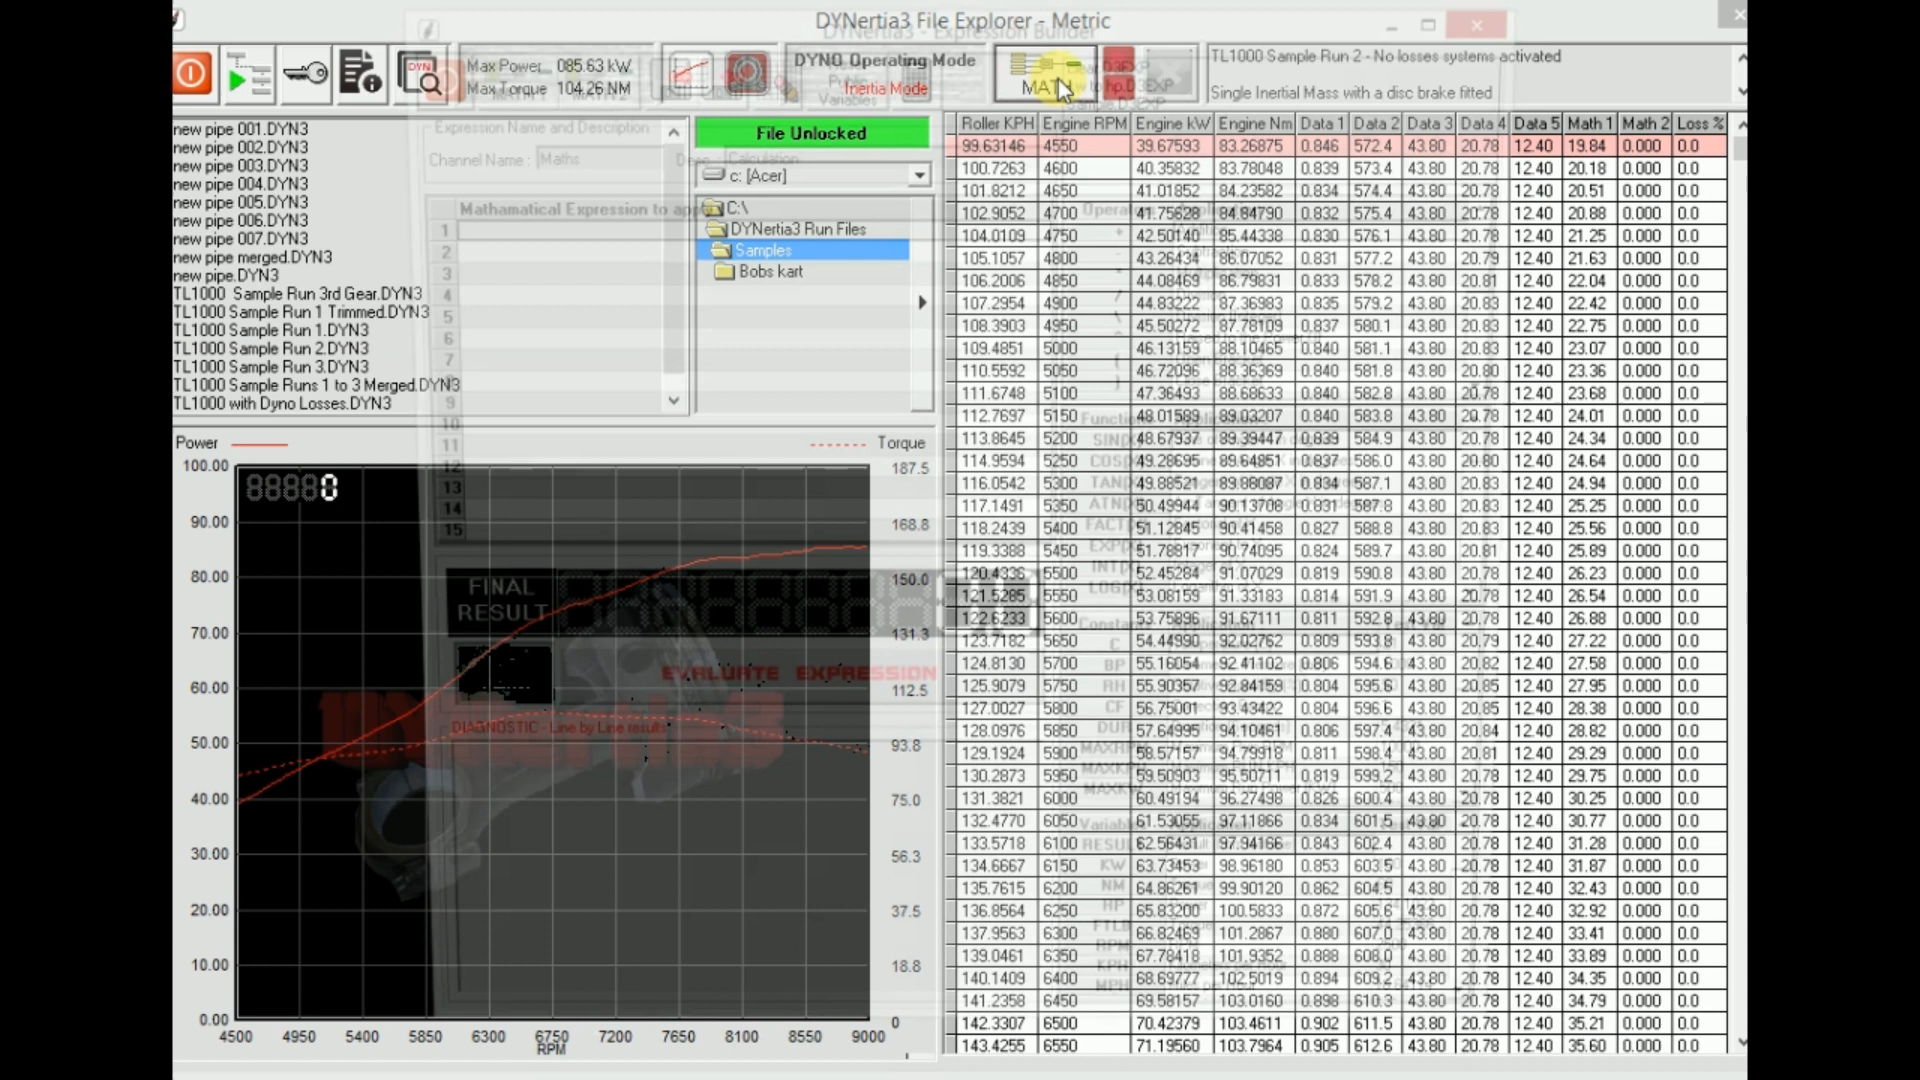 DYNertia3 File Explorer - Metric
DYNertia3 - Expression Builder
Max Power 085.63 kW
Max Torque 104.26 NM
DYNO Operating Mode
Inertia Mode
MATH
TL1000 Sample Run 2 - No losses systems activated
Single Inertial Mass with a disc brake fitted
Variables
new pipe 001.DYN3
new pipe 002.DYN3
new pipe 003.DYN3
new pipe 004.DYN3
new pipe 005.DYN3
new pipe 006.DYN3
new pipe 007.DYN3
new pipe merged.DYN3
new pipe.DYN3
TL1000 Sample Run 3rd Gear.DYN3
TL1000 Sample Run 1 Trimmed.DYN3
TL1000 Sample Run 1.DYN3
TL1000 Sample Run 2.DYN3
TL1000 Sample Run 3.DYN3
TL1000 Sample Runs 1 to 3 Merged.DYN3
TL1000 with Dyno Losses.DYN3
Expression Name and Description
Channel Name : Maths
Calculation
Mathamatical Expression to
1
2
3
4
5
6
7
9
10
11
12
13
14
15
File Unlocked
c: [Acer]
C:\
DYNertia3 Run Files
Samples
Bobs kart
Roller KPH Engine RPM Engine kW Engine Nm Data 1 Data 2 Data 3 Data 4 Data 5 Math 1 Math 2 Loss %
99.63146 4550 39.67593 83.26875 0.846 572.4 43.80 20.78 12.40 19.84 0.000 0.0
100.7263 4600 40.35832 83.78048 0.839 573.4 43.80 20.78 12.40 20.18 0.000 0.0
101.8212 4650 41.01852 84.23582 0.834 574.4 43.80 20.78 12.40 20.51 0.000 0.0
102.9052 4700 41.75628 84.84790 0.832 575.4 43.80 20.78 12.40 20.88 0.000 0.0
104.0109 4750 42.50140 85.44338 0.830 576.1 43.80 20.78 12.40 21.25 0.000 0.0
105.1057 4800 43.26434 86.07052 0.831 577.2 43.80 20.79 12.40 21.63 0.000 0.0
106.2006 4850 44.08469 86.79831 0.833 578.2 43.80 20.81 12.40 22.04 0.000 0.0
107.2954 4900 44.83222 87.36983 0.835 579.2 43.80 20.83 12.40 22.42 0.000 0.0
108.3903 4950 45.50272 87.78109 0.837 580.1 43.80 20.83 12.40 22.75 0.000 0.0
109.4851 5000 46.13159 88.10465 0.840 581.1 43.80 20.83 12.40 23.07 0.000 0.0
110.5592 5050 46.72096 88.36369 0.840 581.8 43.80 20.80 12.40 23.36 0.000 0.0
111.6748 5100 47.36493 88.68633 0.840 582.8 43.80 20.78 12.40 23.68 0.000 0.0
112.7697 5150 48.01589 89.03207 0.840 583.8 43.80 20.78 12.40 24.01 0.000 0.0
113.8645 5200 48.67937 89.39447 0.839 584.9 43.80 20.78 12.40 24.34 0.000 0.0
114.9594 5250 49.28695 89.64851 0.837 586.0 43.80 20.80 12.40 24.64 0.000 0.0
116.0542 5300 49.88521 89.88087 0.834 587.1 43.80 20.83 12.40 24.94 0.000 0.0
117.1491 5350 50.49944 90.13708 0.831 587.8 43.80 20.83 12.40 25.25 0.000 0.0
118.2439 5400 51.12845 90.41458 0.827 588.8 43.80 20.83 12.40 25.56 0.000 0.0
119.3388 5450 51.78817 90.74095 0.824 589.7 43.80 20.81 12.40 25.89 0.000 0.0
120.4336 5500 52.45284 91.07029 0.819 590.8 43.80 20.78 12.40 26.23 0.000 0.0
121.5285 5550 53.08159 91.33183 0.814 591.9 43.80 20.78 12.40 26.54 0.000 0.0
122.6233 5600 53.75896 91.67111 0.811 592.8 43.80 20.78 12.40 26.88 0.000 0.0
123.7182 5650 54.44990 92.02762 0.809 593.8 43.80 20.79 12.40 27.22 0.000 0.0
124.8130 5700 55.16054 92.41102 0.806 594.6 43.80 20.82 12.40 27.58 0.000 0.0
125.9079 5750 55.90357 92.84159 0.804 595.6 43.80 20.85 12.40 27.95 0.000 0.0
127.0027 5800 56.75001 93.43422 0.804 596.6 43.80 20.85 12.40 28.38 0.000 0.0
128.0976 5850 57.64995 94.10461 0.806 597.4 43.80 20.84 12.40 28.82 0.000 0.0
129.1924 5900 58.57157 94.79918 0.811 598.4 43.80 20.81 12.40 29.29 0.000 0.0
130.2873 5950 59.50903 95.50711 0.819 599.2 43.80 20.78 12.40 29.75 0.000 0.0
131.3821 6000 60.49194 96.27498 0.826 600.4 43.80 20.78 12.40 30.25 0.000 0.0
132.4770 6050 61.53055 97.11866 0.834 601.5 43.80 20.78 12.40 30.77 0.000 0.0
133.5718 6100 62.56431 97.94166 0.843 602.4 43.80 20.78 12.40 31.28 0.000 0.0
134.6667 6150 63.73453 98.96180 0.853 603.5 43.80 20.78 12.40 31.87 0.000 0.0
135.7615 6200 64.86261 99.90120 0.862 604.5 43.80 20.78 12.40 32.43 0.000 0.0
136.8564 6250 65.83200 100.5833 0.872 605.6 43.80 20.78 12.40 32.92 0.000 0.0
137.9563 6300 66.82469 101.2867 0.880 607.0 43.80 20.78 12.40 33.41 0.000 0.0
139.0461 6350 67.78418 101.9352 0.888 608.0 43.80 20.78 12.40 33.89 0.000 0.0
140.1409 6400 68.69777 102.5019 0.894 609.2 43.80 20.78 12.40 34.35 0.000 0.0
141.2358 6450 69.58157 103.0160 0.898 610.3 43.80 20.78 12.40 34.79 0.000 0.0
142.3307 6500 70.42379 103.4611 0.902 611.5 43.80 20.78 12.40 35.21 0.000 0.0
143.4255 6550 71.19560 103.7964 0.905 612.6 43.80 20.78 12.40 35.60 0.000 0.0
Power
Torque
100.00
90.00
80.00
70.00
60.00
50.00
40.00
30.00
20.00
10.00
0.00
0
FINAL
RESULT
EVALUATE EXPRESSION
DYNertia3
DIAGNOSTIC - Line by Line results
187.5
168.8
150.0
131.3
112.5
93.8
75.0
56.3
37.5
18.8
0
4500 4950 5400 5850 6300 6750 7200 7650 8100 8550 9000
RPM